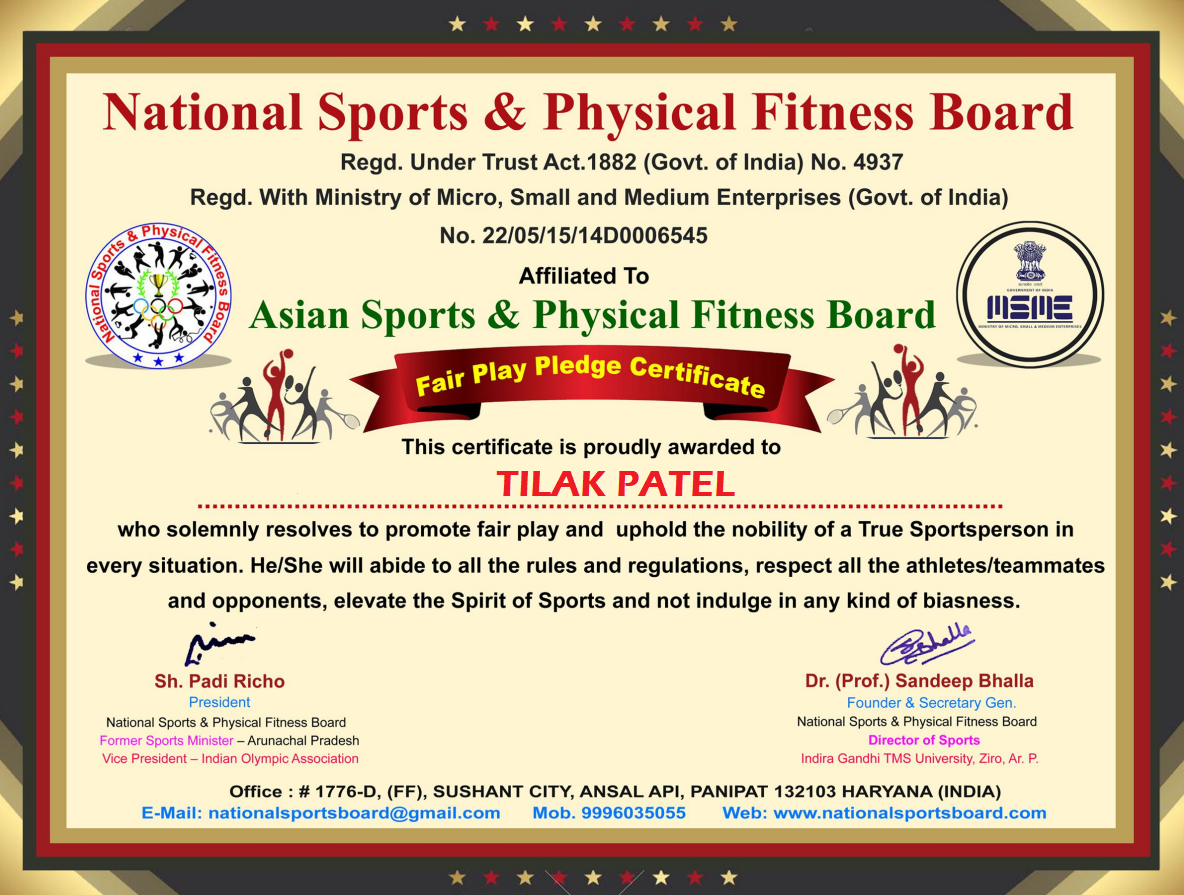 National Sports & Physical Fitness Board
Regd. Under Trust Act.1882 (Govt. of India) No. 4937
Regd. With Ministry of Micro, Small and Medium Enterprises (Govt. of India)
No. 22/05/15/14D0006545
National Sports & Physical Fitness Board
GOVERNMENT OF INDIA
MSME
MINISTRY OF MICRO, SMALL & MEDIUM ENTERPRISES
Affiliated To
Asian Sports & Physical Fitness Board
Fair Play Pledge Certificate
This certificate is proudly awarded to
TILAK PATEL
who solemnly resolves to promote fair play and  uphold the nobility of a True Sportsperson in
every situation. He/She will abide to all the rules and regulations, respect all the athletes/teammates
and opponents, elevate the Spirit of Sports and not indulge in any kind of biasness.
Bhalla
Sh. Padi Richo
President
National Sports & Physical Fitness Board
Former Sports Minister – Arunachal Pradesh
Vice President – Indian Olympic Association
Dr. (Prof.) Sandeep Bhalla
Founder & Secretary Gen.
National Sports & Physical Fitness Board
Director of Sports
Indira Gandhi TMS University, Ziro, Ar. P.
Office : # 1776-D, (FF), SUSHANT CITY, ANSAL API, PANIPAT 132103 HARYANA (INDIA)
E-Mail: nationalsportsboard@gmail.com Mob. 9996035055 Web: www.nationalsportsboard.com